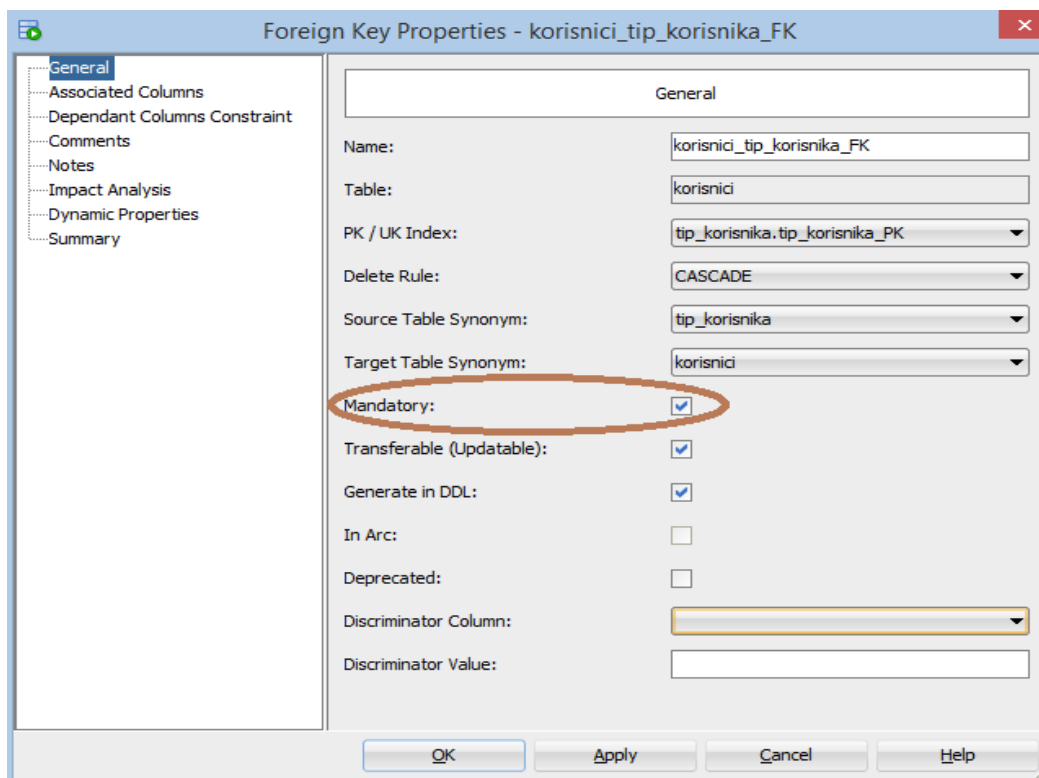 Foreign Key Properties - korisnici_tip_korisnika_FK
General
Associated Columns
Dependant Columns Constraint
Comments
Notes
Impact Analysis
Dynamic Properties
Summary
General
Name: korisnici_tip_korisnika_FK
Table: korisnici
PK / UK Index: tip_korisnika.tip_korisnika_PK
Delete Rule: CASCADE
Source Table Synonym: tip_korisnika
Target Table Synonym: korisnici
Mandatory:
Transferable (Updatable):
Generate in DDL:
In Arc:
Deprecated:
Discriminator Column:
Discriminator Value:
OK Apply Cancel Help